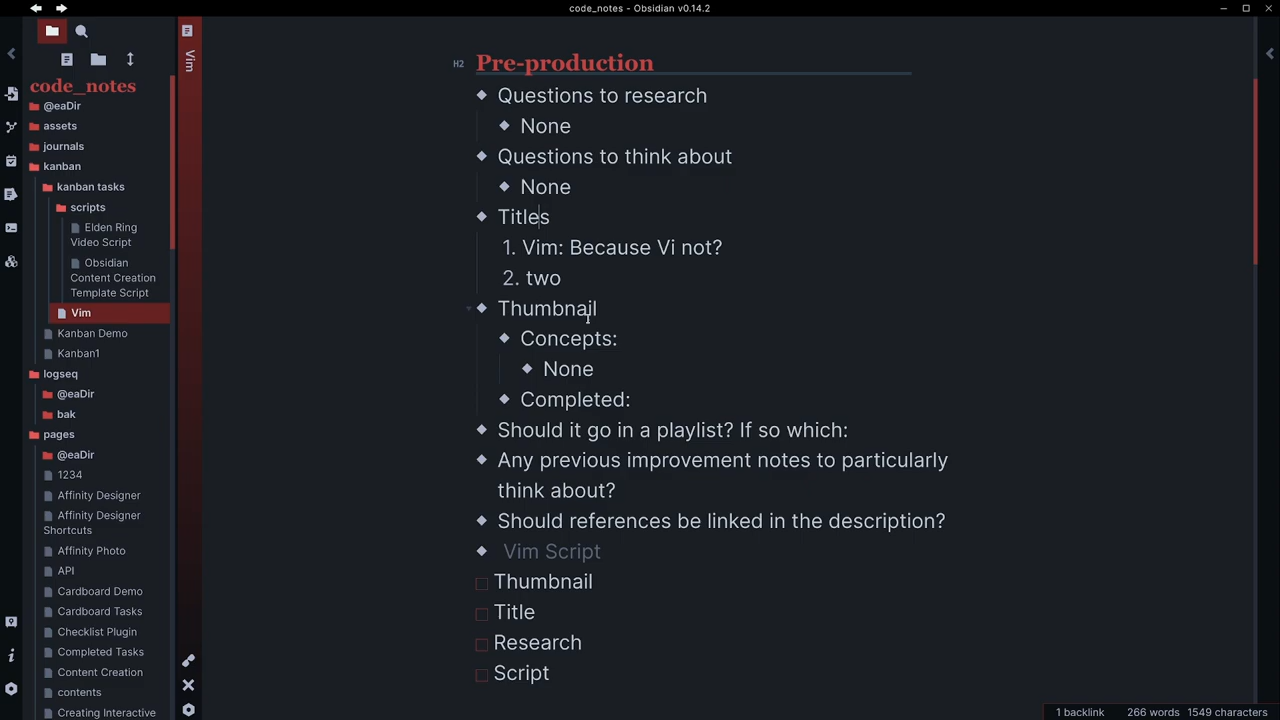 code_notes - Obsidian v0.14.2
code_notes
@eaDir
assets
journals
kanban
kanban tasks
scripts
Elden Ring
Video Script
Obsidian
Content Creation
Template Script
Vim
Kanban Demo
Kanban1
logseq
@eaDir
bak
pages
@eaDir
1234
Affinity Designer
Affinity Designer
Shortcuts
Affinity Photo
API
Cardboard Demo
Cardboard Tasks
Checklist Plugin
Completed Tasks
Content Creation
contents
Creating Interactive
Vim
H2 Pre-production
Questions to research
None
Questions to think about
None
Titles
1. Vim: Because Vi not?
2. two
Thumbnail
Concepts:
None
Completed:
Should it go in a playlist? If so which:
Any previous improvement notes to particularly
think about?
Should references be linked in the description?
Vim Script
Thumbnail
Title
Research
Script
1 backlink 266 words 1549 characters